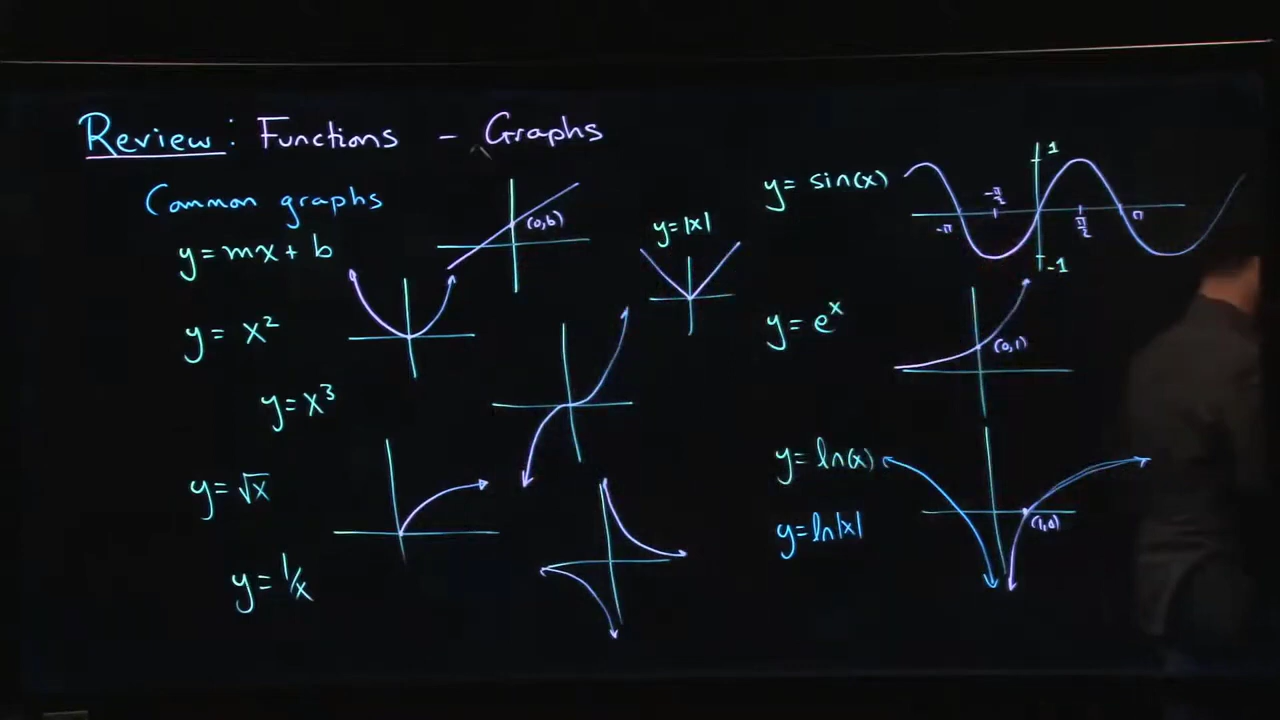 Review: Functions - Graphs
Common graphs
y = mx + b
(0,b)
y = x²
y = |x|
y = x³
y = √x
y = 1/x
y = sin(x)
1
-π/2
-π
π/2
π
-1
y = eˣ
(0,1)
y = ln(x)
y = ln|x|
(1,0)